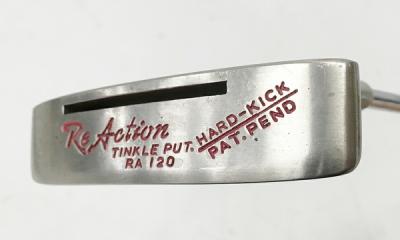 ReAction
TINKLE PUT.
RA 120
HARD-KICK
PAT. PEND